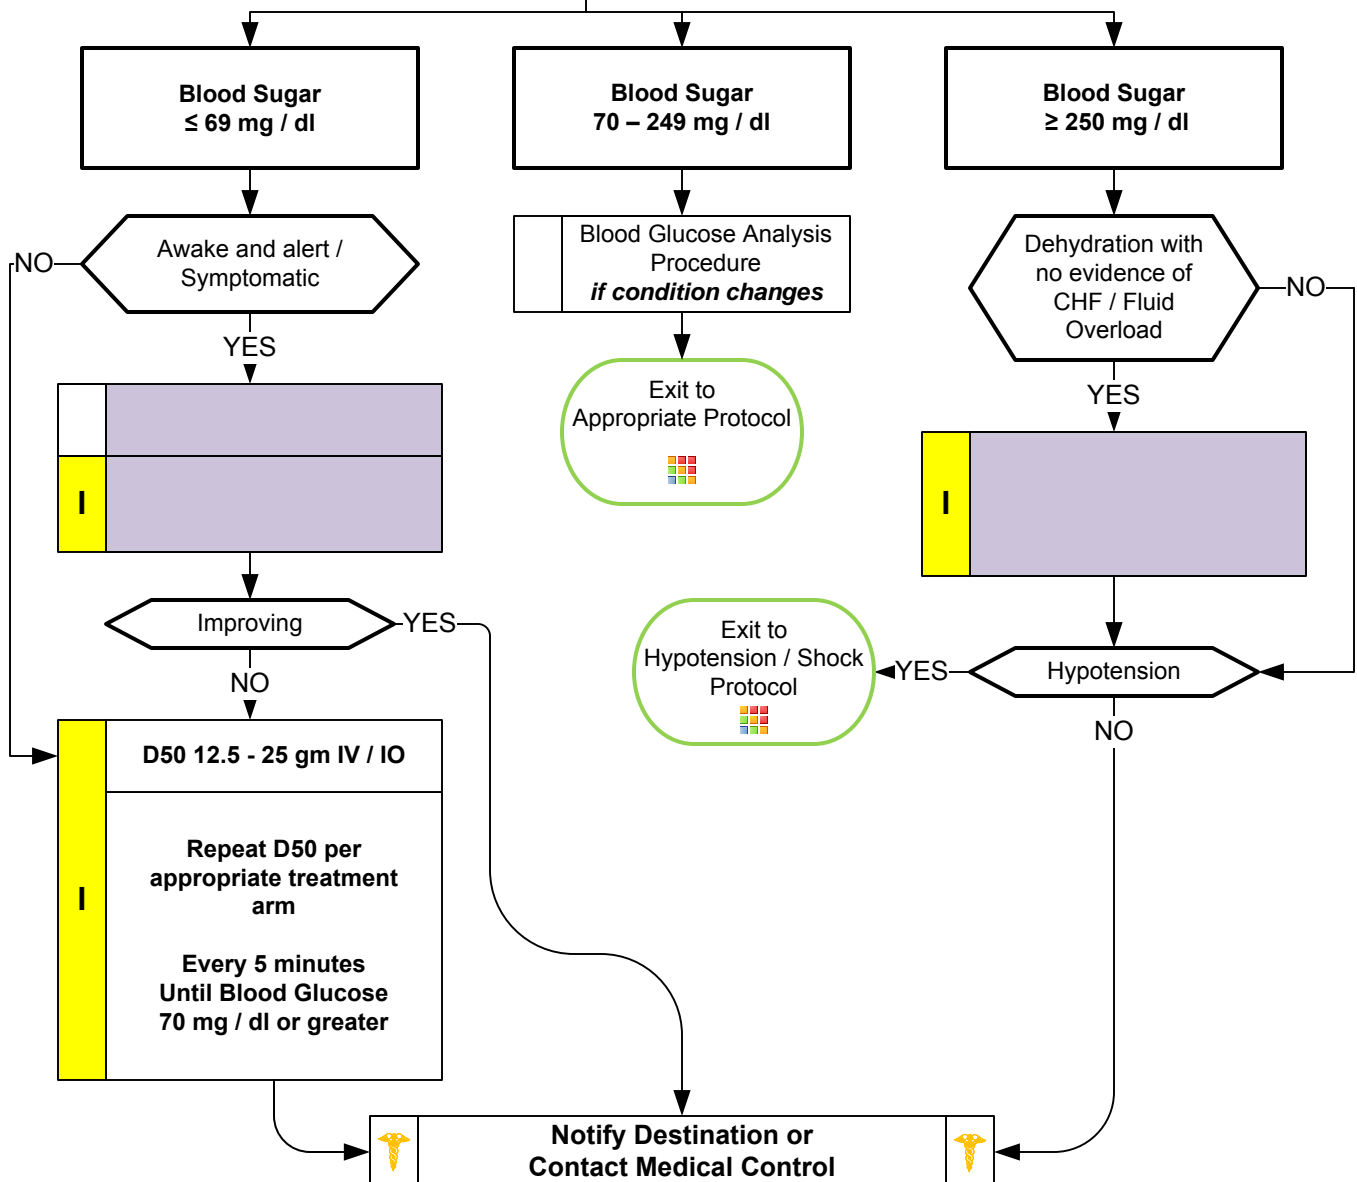 Blood Sugar
≤ 69 mg / dl
Blood Sugar
70 – 249 mg / dl
Blood Sugar
≥ 250 mg / dl
NO
Awake and alert /
Symptomatic
YES
Blood Glucose Analysis
Procedure
if condition changes
Dehydration with
no evidence of
CHF / Fluid
Overload
NO
YES
Exit to
Appropriate Protocol
I
I
Improving
YES
NO
Exit to
Hypotension / Shock
Protocol
YES
Hypotension
NO
D50 12.5 - 25 gm IV / IO
I
Repeat D50 per
appropriate treatment
arm
Every 5 minutes
Until Blood Glucose
70 mg / dl or greater
Notify Destination or
Contact Medical Control